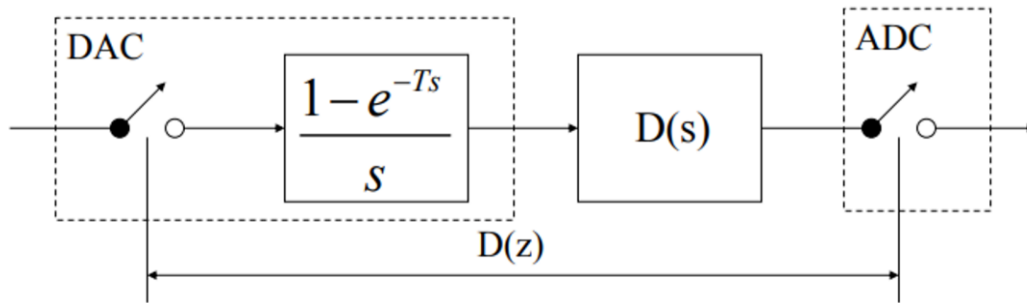 DAC
ADC
1 − e^{−Ts}
s
D(s)
D(z)